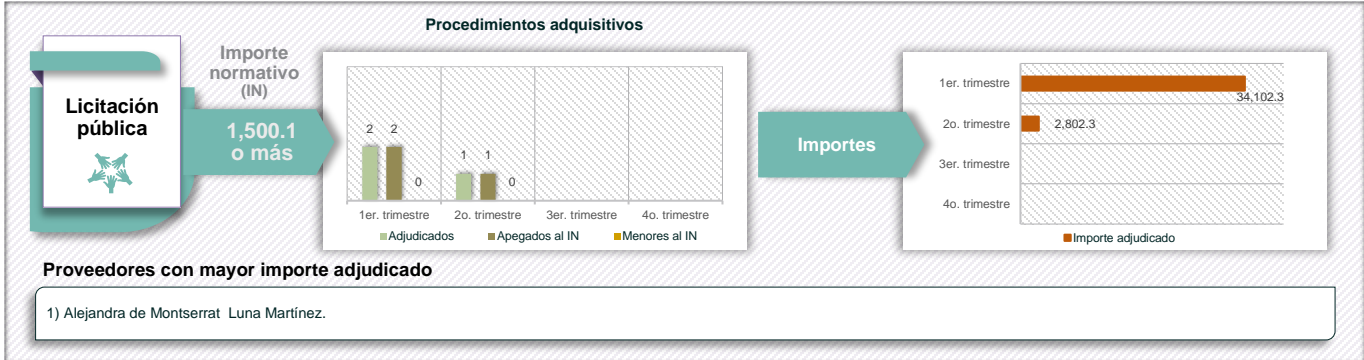 Procedimientos adquisitivos
Licitación
pública
Importe
normativo
(IN)
1,500.1
o más
2 2
0
1 1
0
1er. trimestre 2o. trimestre 3er. trimestre 4o. trimestre
Adjudicados Apegados al IN Menores al IN
Importes
1er. trimestre
34,102.3
2o. trimestre 2,802.3
3er. trimestre
4o. trimestre
Importe adjudicado
Proveedores con mayor importe adjudicado
1) Alejandra de Montserrat Luna Martínez.